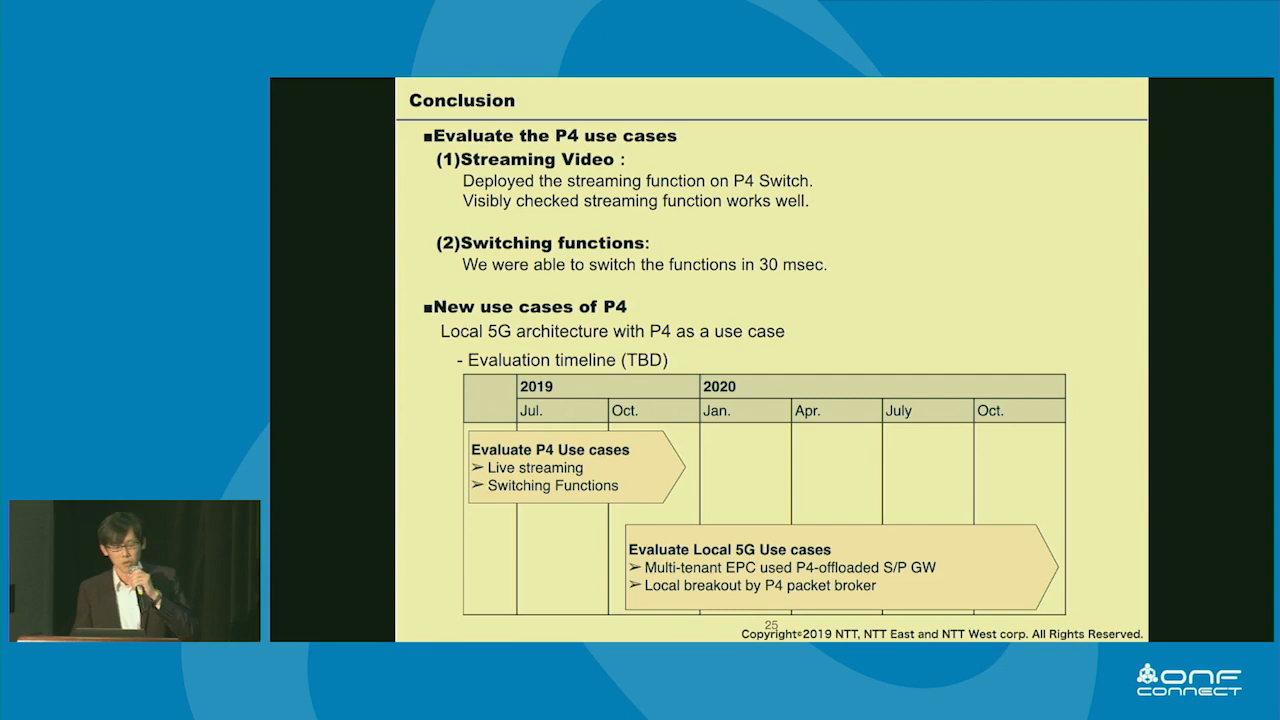 Conclusion
■Evaluate the P4 use cases
(1)Streaming Video :
Deployed the streaming function on P4 Switch.
Visibly checked streaming function works well.
(2)Switching functions:
We were able to switch the functions in 30 msec.
■New use cases of P4
Local 5G architecture with P4 as a use case
- Evaluation timeline (TBD)
2019 2020
Jul. Oct. Jan. Apr. July Oct.
Evaluate P4 Use cases
➢ Live streaming
➢ Switching Functions
Evaluate Local 5G Use cases
➢ Multi-tenant EPC used P4-offloaded S/P GW
➢ Local breakout by P4 packet broker
25
Copyright©2019 NTT, NTT East and NTT West corp. All Rights Reserved.
ONF
CONNECT